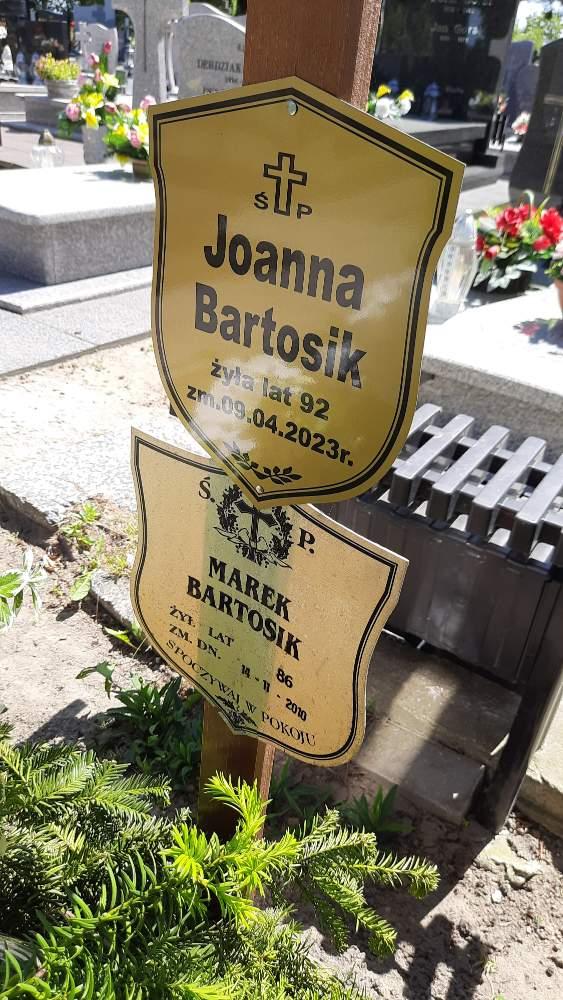 DERDZIAK
Ś P
Joanna
Bartosik
żyła lat 92
zm.09.04.2023r.
Ś. P.
MAREK
BARTOSIK
ŻYŁ LAT 86
ZM. DN. 14-11-2010
SPOCZYWAJ W POKOJU